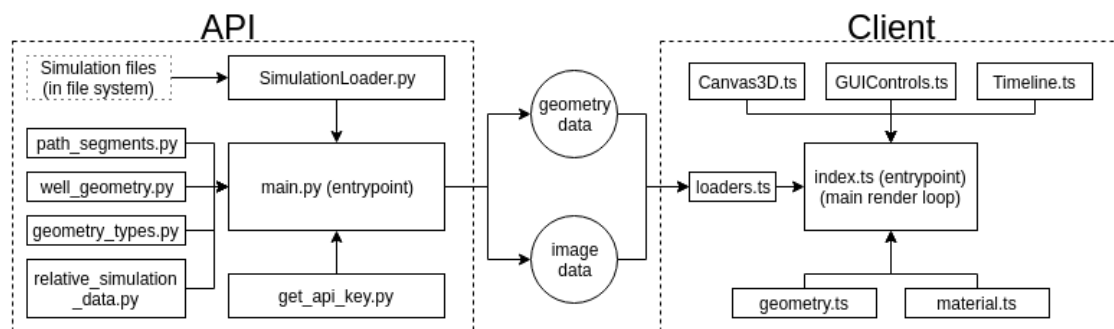 API
Simulation files
(in file system)
SimulationLoader.py
path_segments.py
well_geometry.py
geometry_types.py
relative_simulation
_data.py
main.py (entrypoint)
get_api_key.py
geometry
data
image
data
Client
Canvas3D.ts
GUIControls.ts
Timeline.ts
loaders.ts
index.ts (entrypoint)
(main render loop)
geometry.ts
material.ts